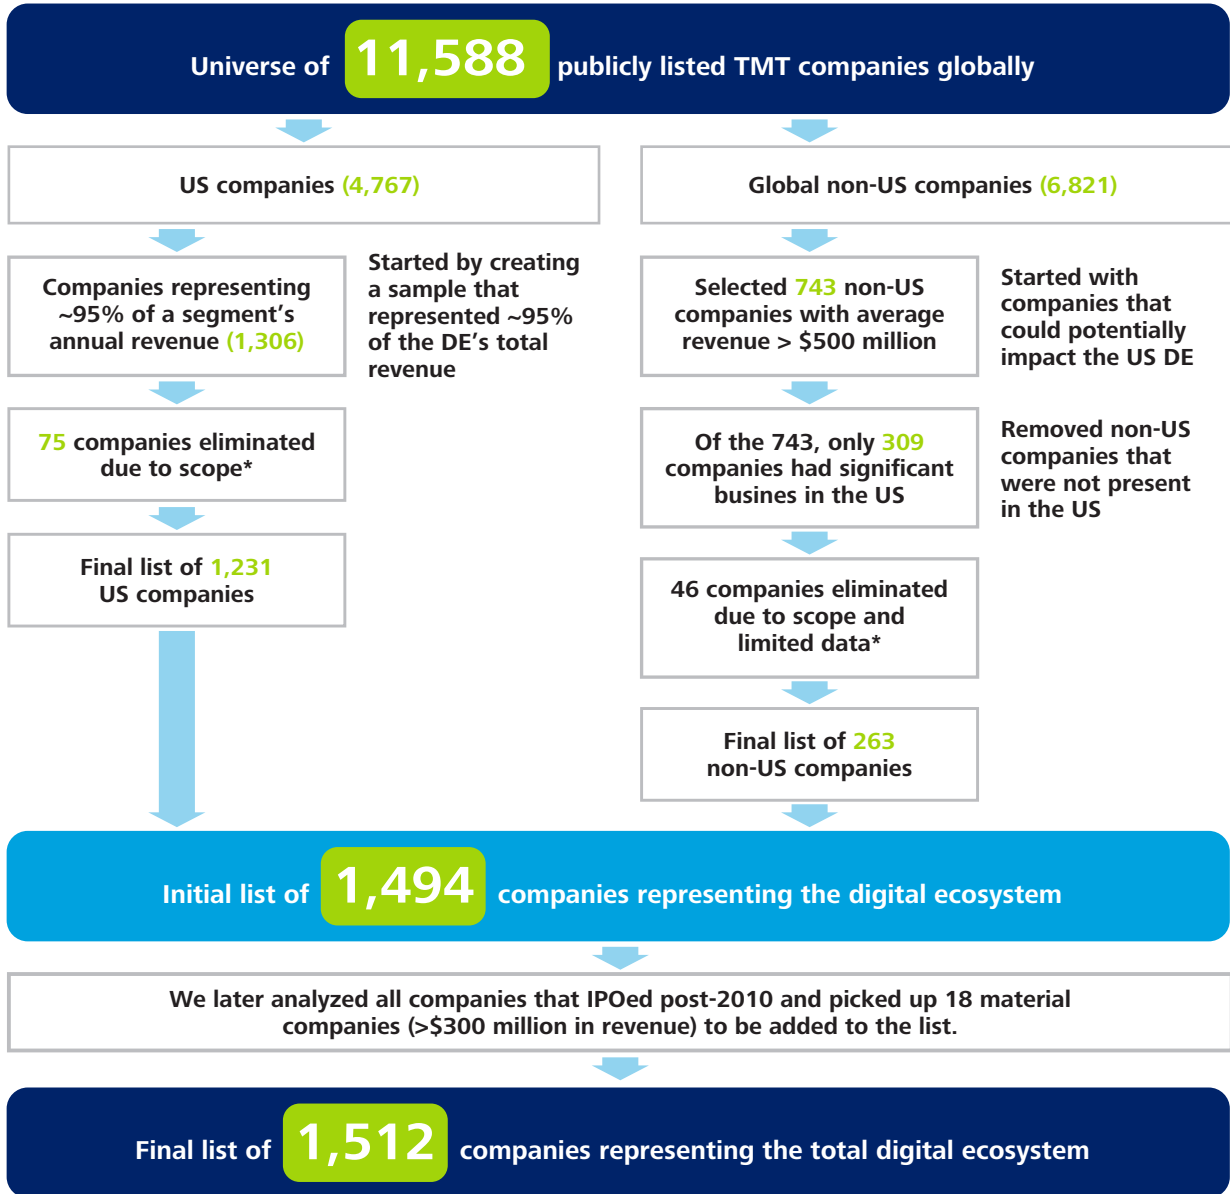 Universe of 11,588 publicly listed TMT companies globally
US companies (4,767)
Global non-US companies (6,821)
Companies representing
~95% of a segment's
annual revenue (1,306)
Started by creating
a sample that
represented ~95%
of the DE's total
revenue
Selected 743 non-US
companies with average
revenue > $500 million
Started with
companies that
could potentially
impact the US DE
75 companies eliminated
due to scope*
Of the 743, only 309
companies had significant
busines in the US
Removed non-US
companies that
were not present
in the US
Final list of 1,231
US companies
46 companies eliminated
due to scope and
limited data*
Final list of 263
non-US companies
Initial list of 1,494 companies representing the digital ecosystem
We later analyzed all companies that IPOed post-2010 and picked up 18 material
companies (>$300 million in revenue) to be added to the list.
Final list of 1,512 companies representing the total digital ecosystem